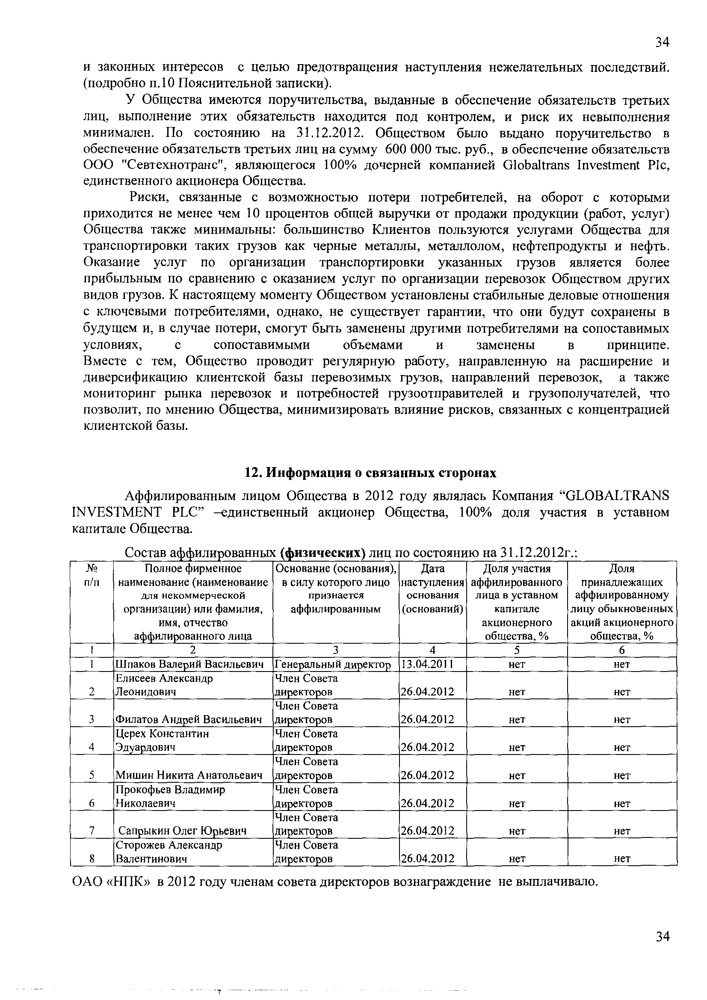 34
и законных интересов с целью предотвращения наступления нежелательных последствий.
(подробно п.10 Пояснительной записки).
У Общества имеются поручительства, выданные в обеспечение обязательств третьих
лиц, выполнение этих обязательств находится под контролем, и риск их невыполнения
минимален. По состоянию на 31.12.2012. Обществом было выдано поручительство в
обеспечение обязательств третьих лиц на сумму 600 000 тыс. руб., в обеспечение обязательств
ООО "Севтехнотранс", являющегося 100% дочерней компанией Globaltrans Investment Plc,
единственного акционера Общества.
Риски, связанные с возможностью потери потребителей, на оборот с которыми
приходится не менее чем 10 процентов общей выручки от продажи продукции (работ, услуг)
Общества также минимальны: большинство Клиентов пользуются услугами Общества для
транспортировки таких грузов как черные металлы, металлолом, нефтепродукты и нефть.
Оказание услуг по организации транспортировки указанных грузов является более
прибыльным по сравнению с оказанием услуг по организации перевозок Обществом других
видов грузов. К настоящему моменту Обществом установлены стабильные деловые отношения
с ключевыми потребителями, однако, не существует гарантии, что они будут сохранены в
будущем и, в случае потери, смогут быть заменены другими потребителями на сопоставимых
условиях, с сопоставимыми объемами и заменены в принципе.
Вместе с тем, Общество проводит регулярную работу, направленную на расширение и
диверсификацию клиентской базы перевозимых грузов, направлений перевозок, а также
мониторинг рынка перевозок и потребностей грузоотправителей и грузополучателей, что
позволит, по мнению Общества, минимизировать влияние рисков, связанных с концентрацией
клиентской базы.
12. Информация о связанных сторонах
Аффилированным лицом Общества в 2012 году являлась Компания “GLOBALTRANS
INVESTMENT PLC” –единственный акционер Общества, 100% доля участия в уставном
капитале Общества.
Состав аффилированных (физических) лиц по состоянию на 31.12.2012г.:
№ Полное фирменное Основание (основания), Дата Доля участия Доля
п/п наименование (наименование в силу которого лицо наступления аффилированного принадлежащих
для некоммерческой признается основания лица в уставном аффилированному
организации) или фамилия, аффилированным (оснований) капитале лицу обыкновенных
имя, отчество акционерного акций акционерного
аффилированного лица общества, % общества, %
1 2 3 4 5 6
1 Шпаков Валерий Васильевич Генеральный директор 13.04.2011 нет нет
Елисеев Александр Член Совета
2 Леонидович директоров 26.04.2012 нет нет
Член Совета
3 Филатов Андрей Васильевич директоров 26.04.2012 нет нет
Церех Константин Член Совета
4 Эдуардович директоров 26.04.2012 нет нет
Член Совета
5 Мишин Никита Анатольевич директоров 26.04.2012 нет нет
Прокофьев Владимир Член Совета
6 Николаевич директоров 26.04.2012 нет нет
Член Совета
7 Сапрыкин Олег Юрьевич директоров 26.04.2012 нет нет
Сторожев Александр Член Совета
8 Валентинович директоров 26.04.2012 нет нет
ОАО «НПК» в 2012 году членам совета директоров вознаграждение не выплачивало.
34